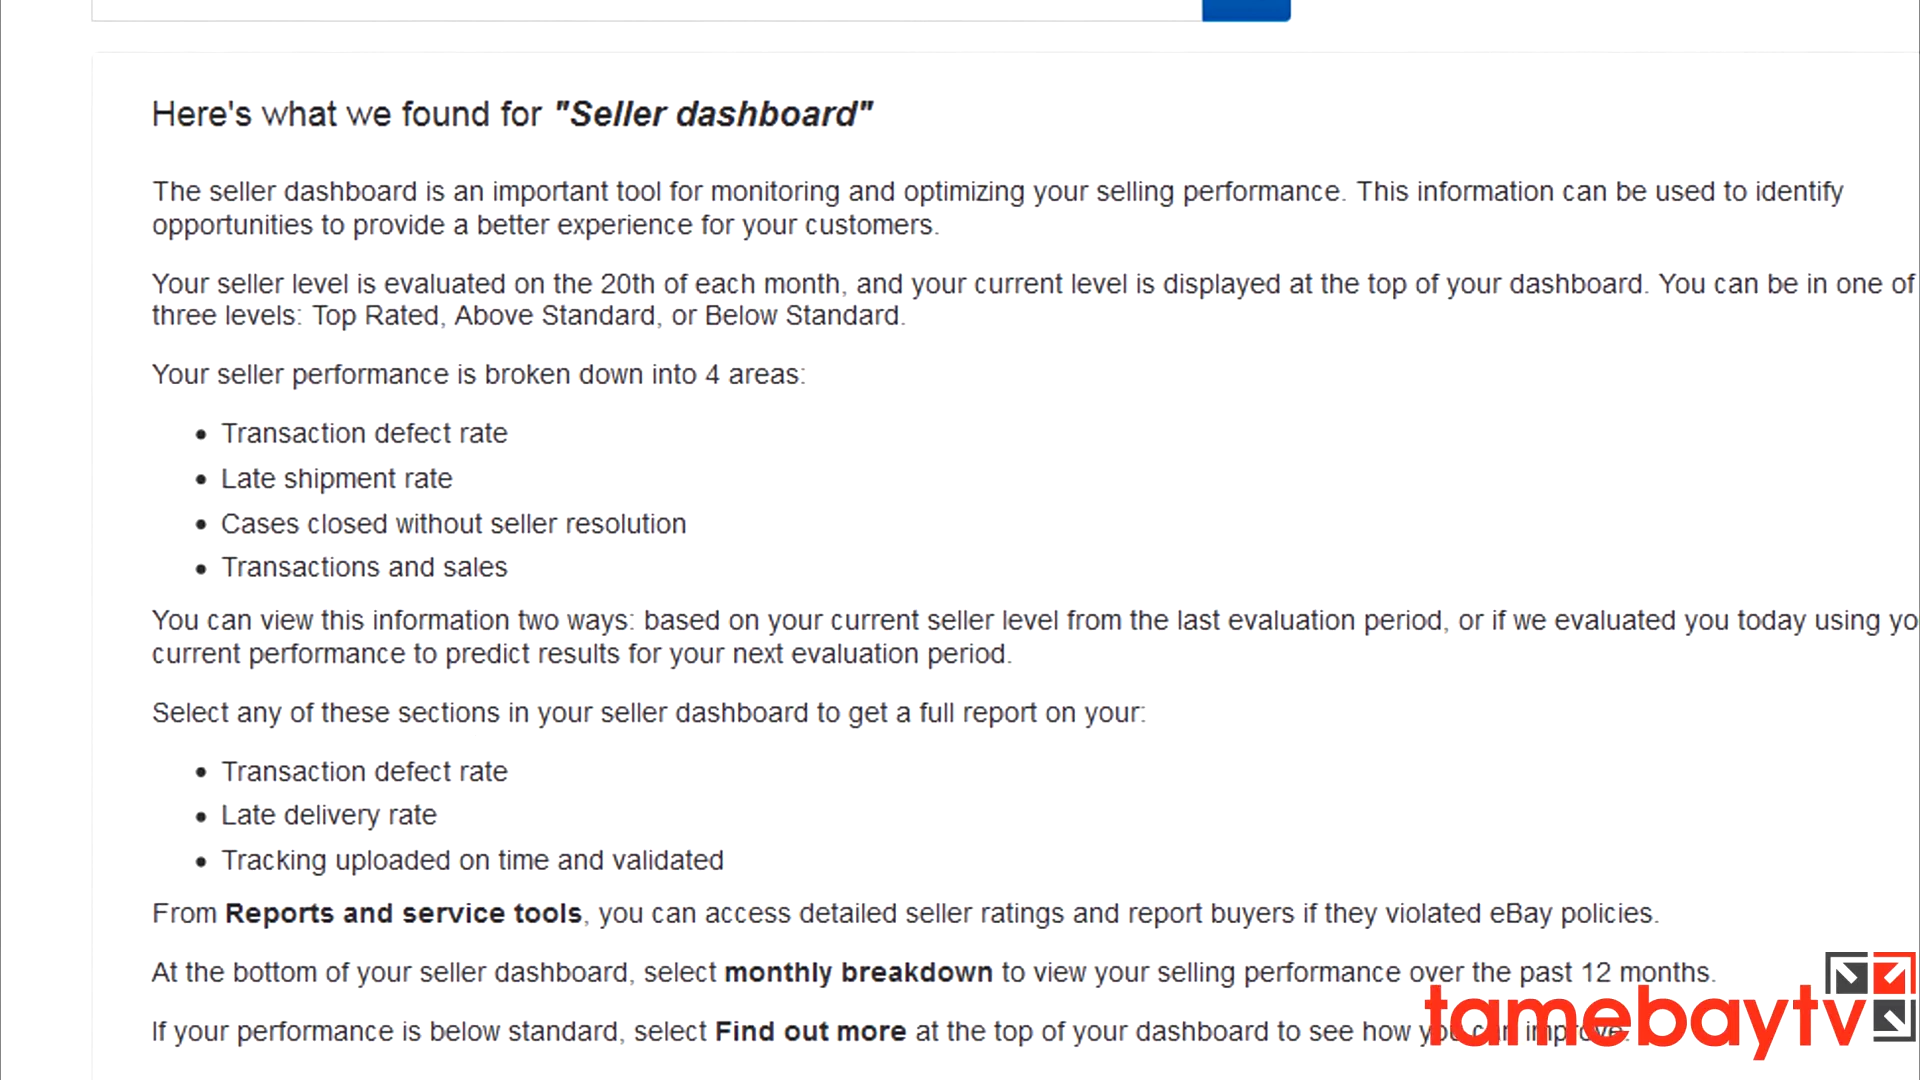 Here's what we found for "Seller dashboard"
The seller dashboard is an important tool for monitoring and optimizing your selling performance. This information can be used to identify
opportunities to provide a better experience for your customers.
Your seller level is evaluated on the 20th of each month, and your current level is displayed at the top of your dashboard. You can be in one of
three levels: Top Rated, Above Standard, or Below Standard.
Your seller performance is broken down into 4 areas:
• Transaction defect rate
• Late shipment rate
• Cases closed without seller resolution
• Transactions and sales
You can view this information two ways: based on your current seller level from the last evaluation period, or if we evaluated you today using yo
current performance to predict results for your next evaluation period.
Select any of these sections in your seller dashboard to get a full report on your:
• Transaction defect rate
• Late delivery rate
• Tracking uploaded on time and validated
From Reports and service tools, you can access detailed seller ratings and report buyers if they violated eBay policies.
At the bottom of your seller dashboard, select monthly breakdown to view your selling performance over the past 12 months.
If your performance is below standard, select Find out more at the top of your dashboard to see how you can improve.
tamebaytv